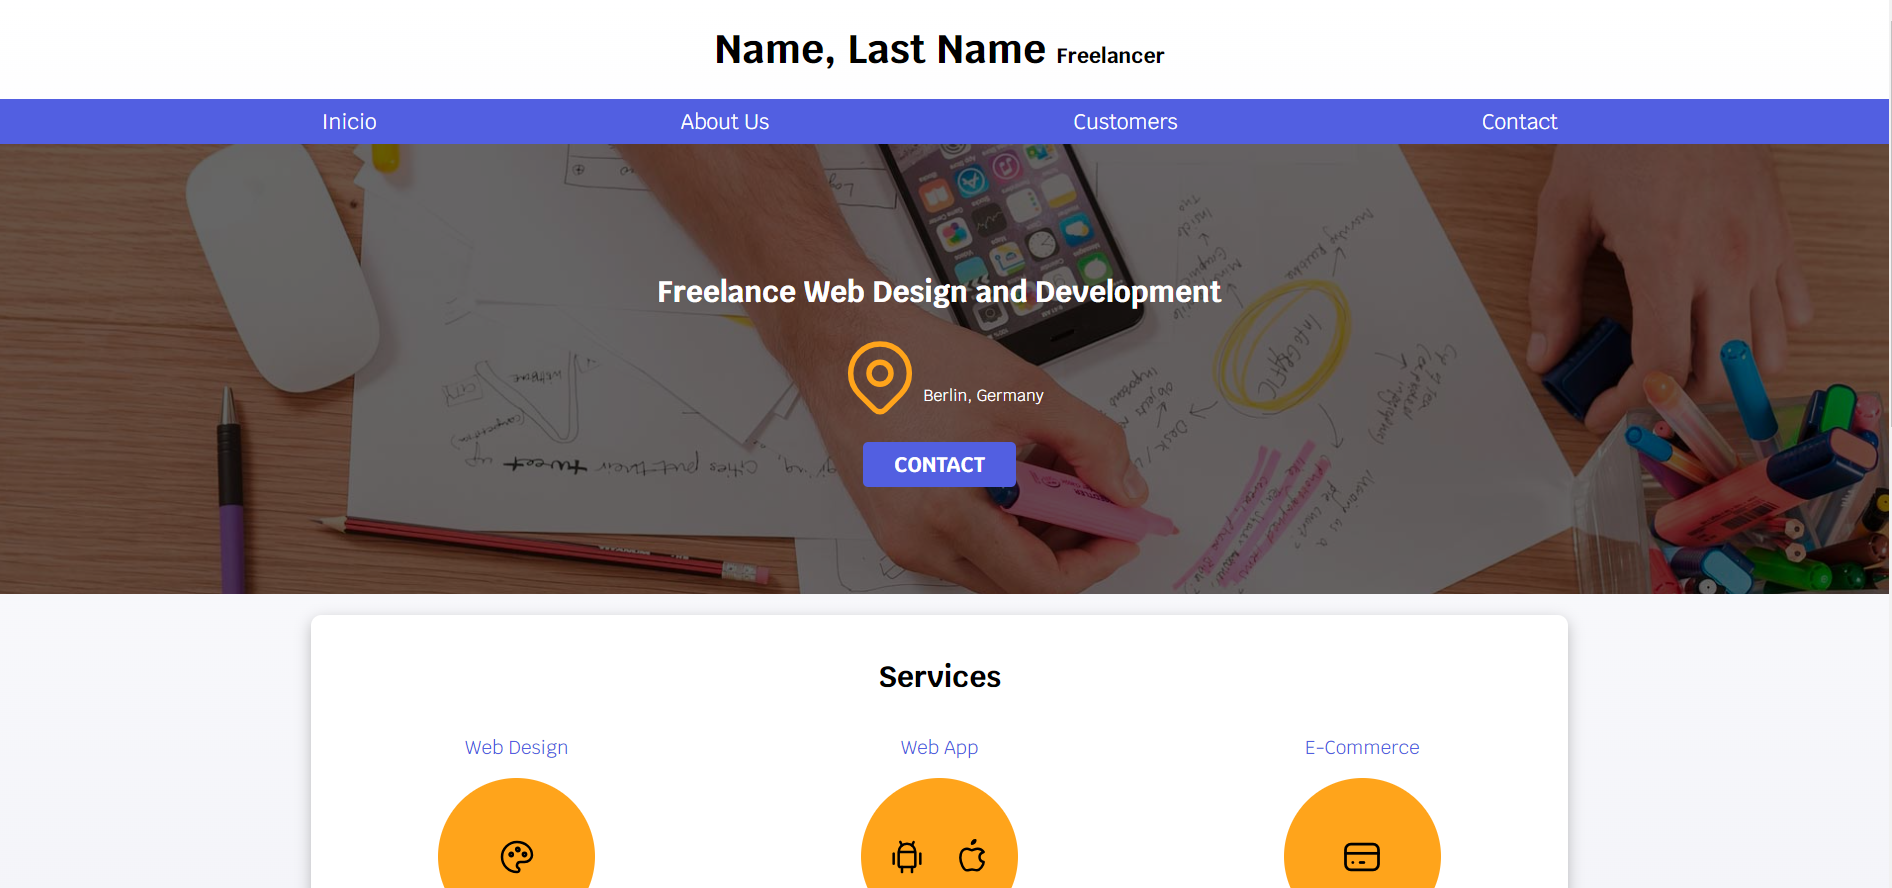 Name, Last Name Freelancer
Inicio About Us Customers Contact
Freelance Web Design and Development
Berlin, Germany
CONTACT
Services
Web Design Web App E-Commerce